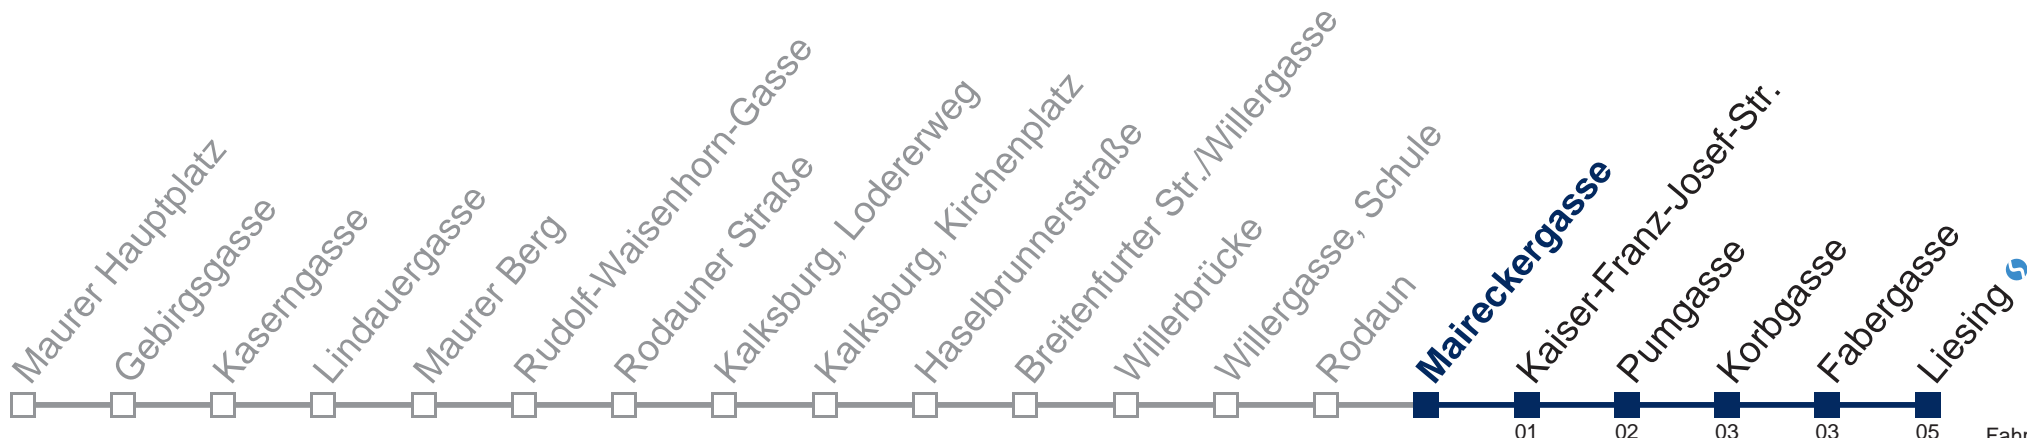 Maurer Hauptplatz
Gebirgsgasse
Kaserngasse
Lindauergasse
Maurer Berg
Rudolf-Waisenhorn-Gasse
Rodauner Straße
Kalksburg, Lodererweg
Kalksburg, Kirchenplatz
Haselbrunnerstraße
Breitenfurter Str./Willergasse
Willerbrücke
Willergasse, Schule
Rodaun
Maireckergasse
Kaiser-Franz-Josef-Str.
Pumgasse
Korbgasse
Fabergasse
Liesing
01 02 03 03 05 Fahr